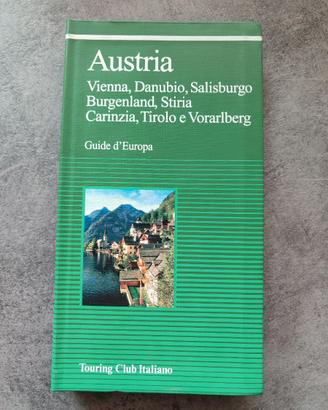 Austria
Vienna, Danubio, Salisburgo
Burgenland, Stiria
Carinzia, Tirolo e Vorarlberg
Guide d'Europa
Touring Club Italiano